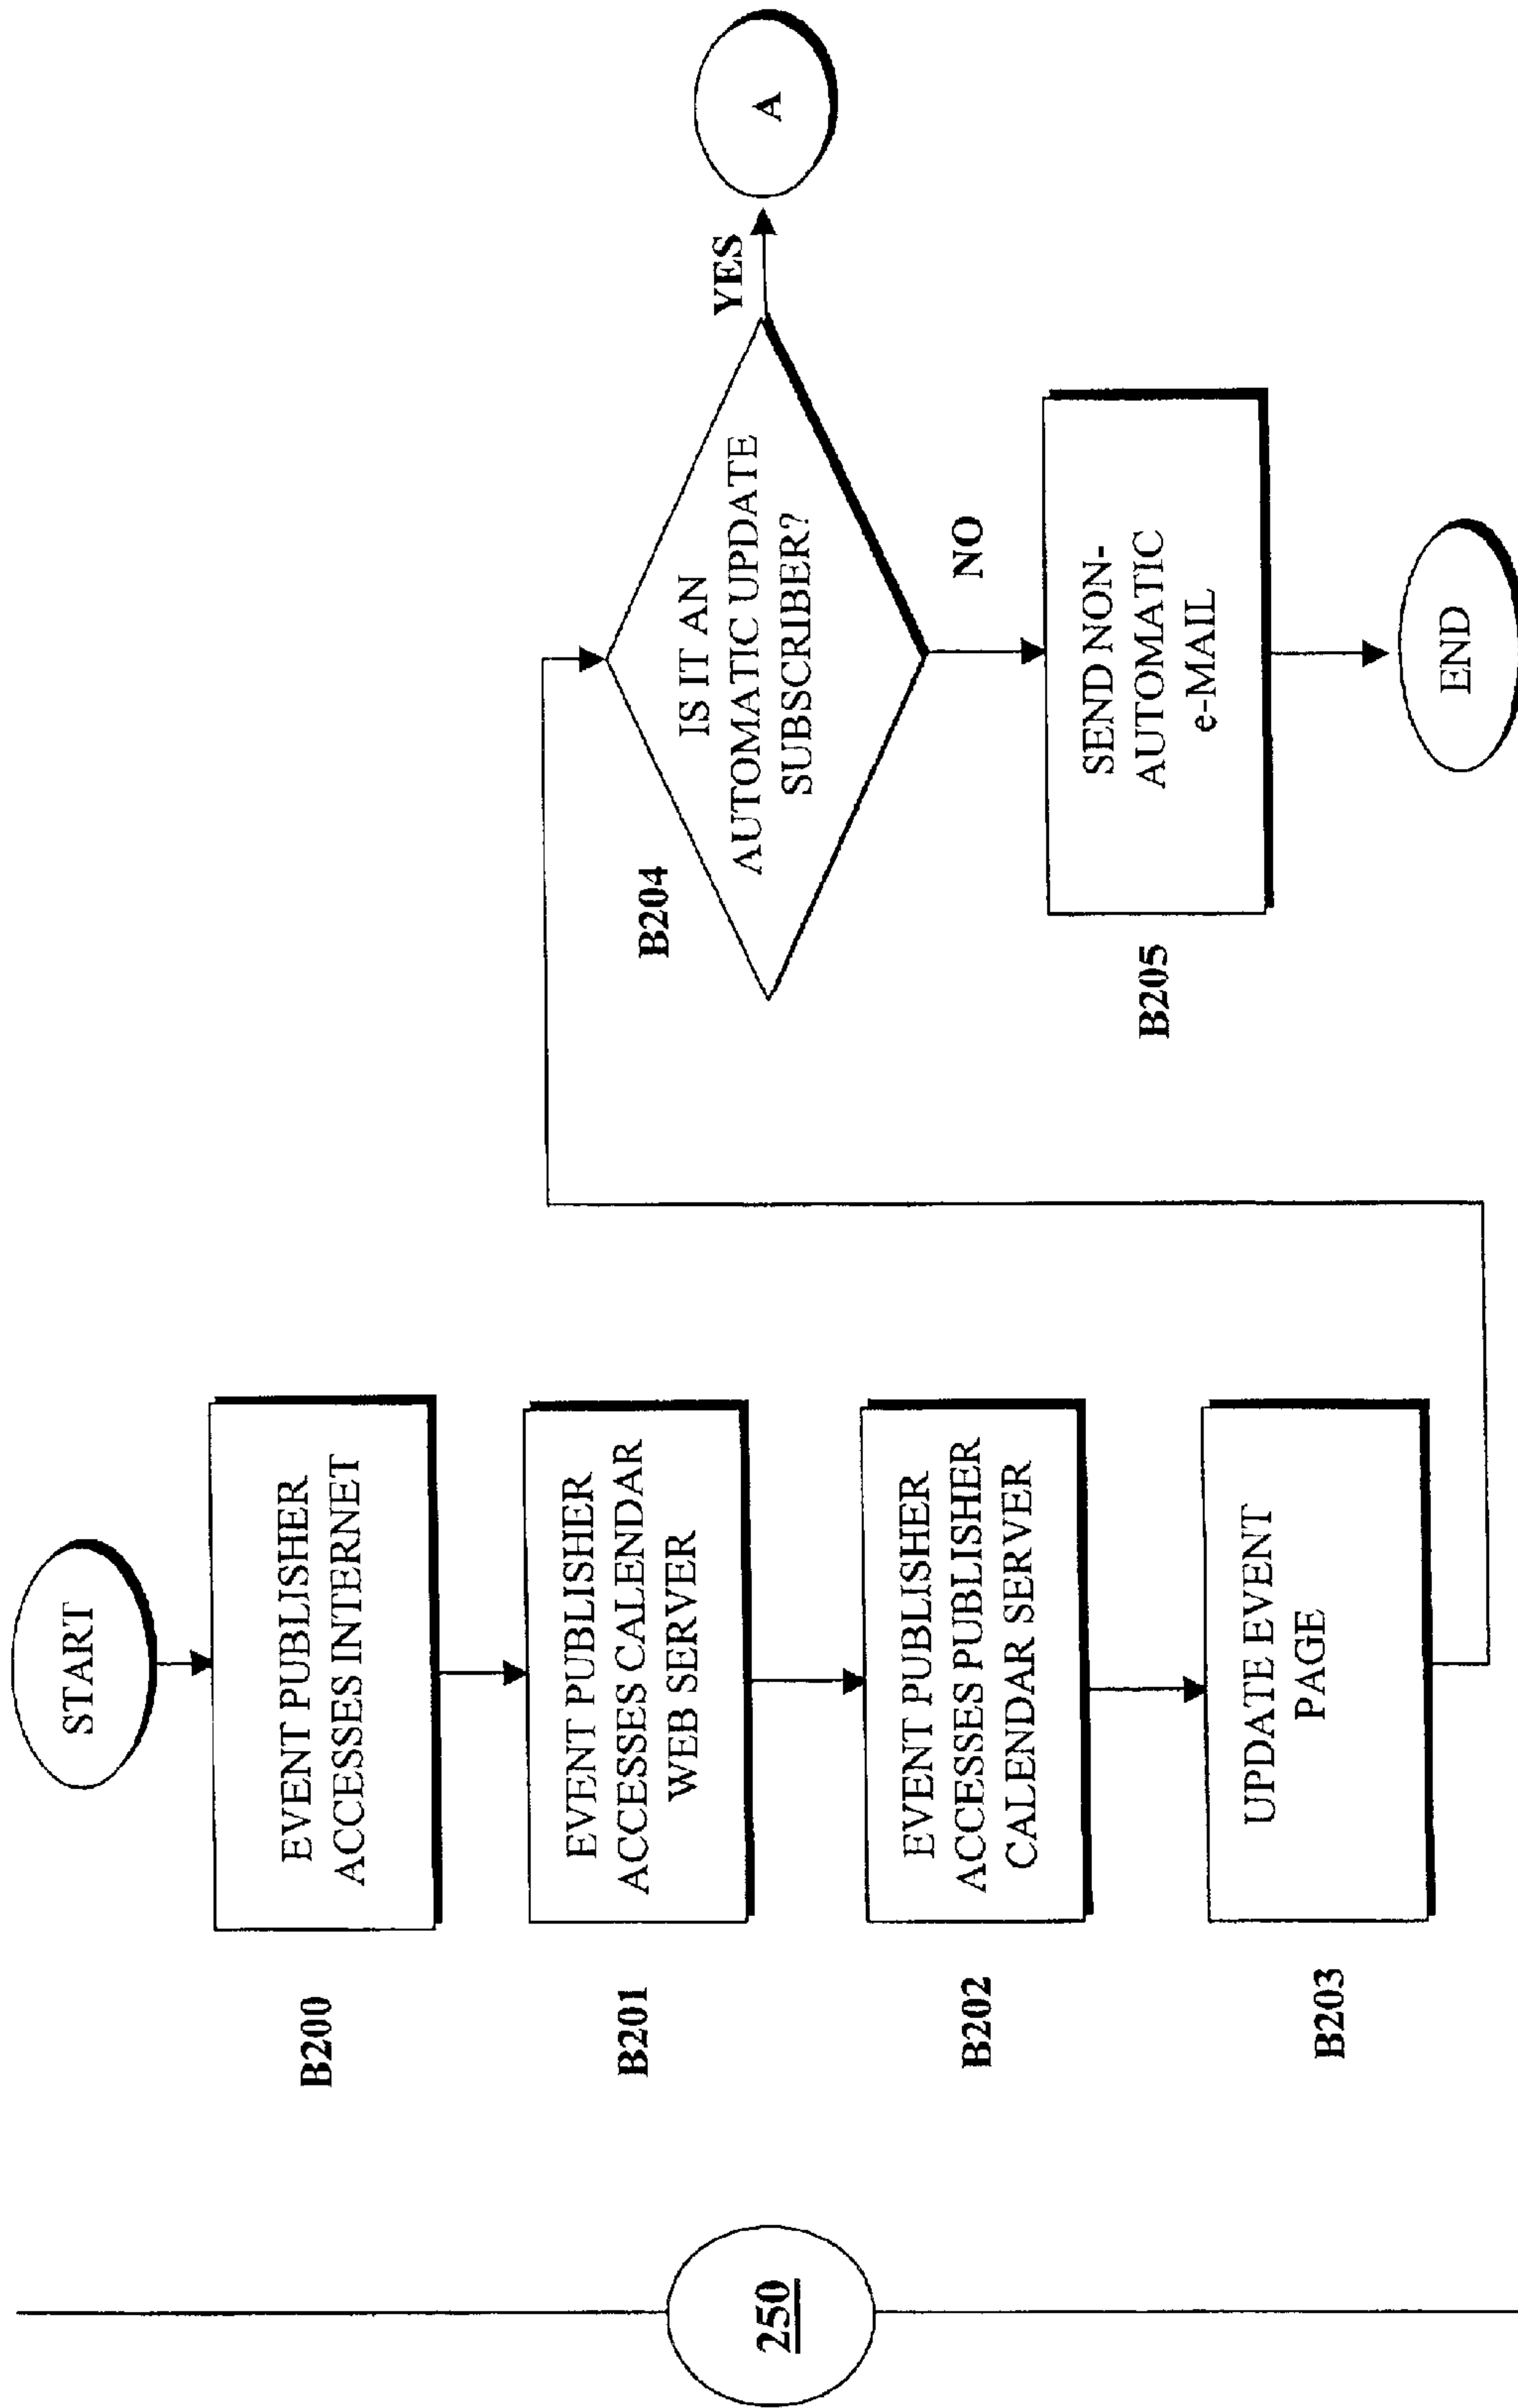 250
START
B200
EVENT PUBLISHER
ACCESSES INTERNET
B201
EVENT PUBLISHER
ACCESSES CALENDAR
WEB SERVER
B202
EVENT PUBLISHER
ACCESSES PUBLISHER
CALENDAR SERVER
B203
UPDATE EVENT
PAGE
B204
IS IT AN
AUTOMATIC UPDATE
SUBSCRIBER?
YES
A
NO
B205
SEND NON-
AUTOMATIC
e-MAIL
END